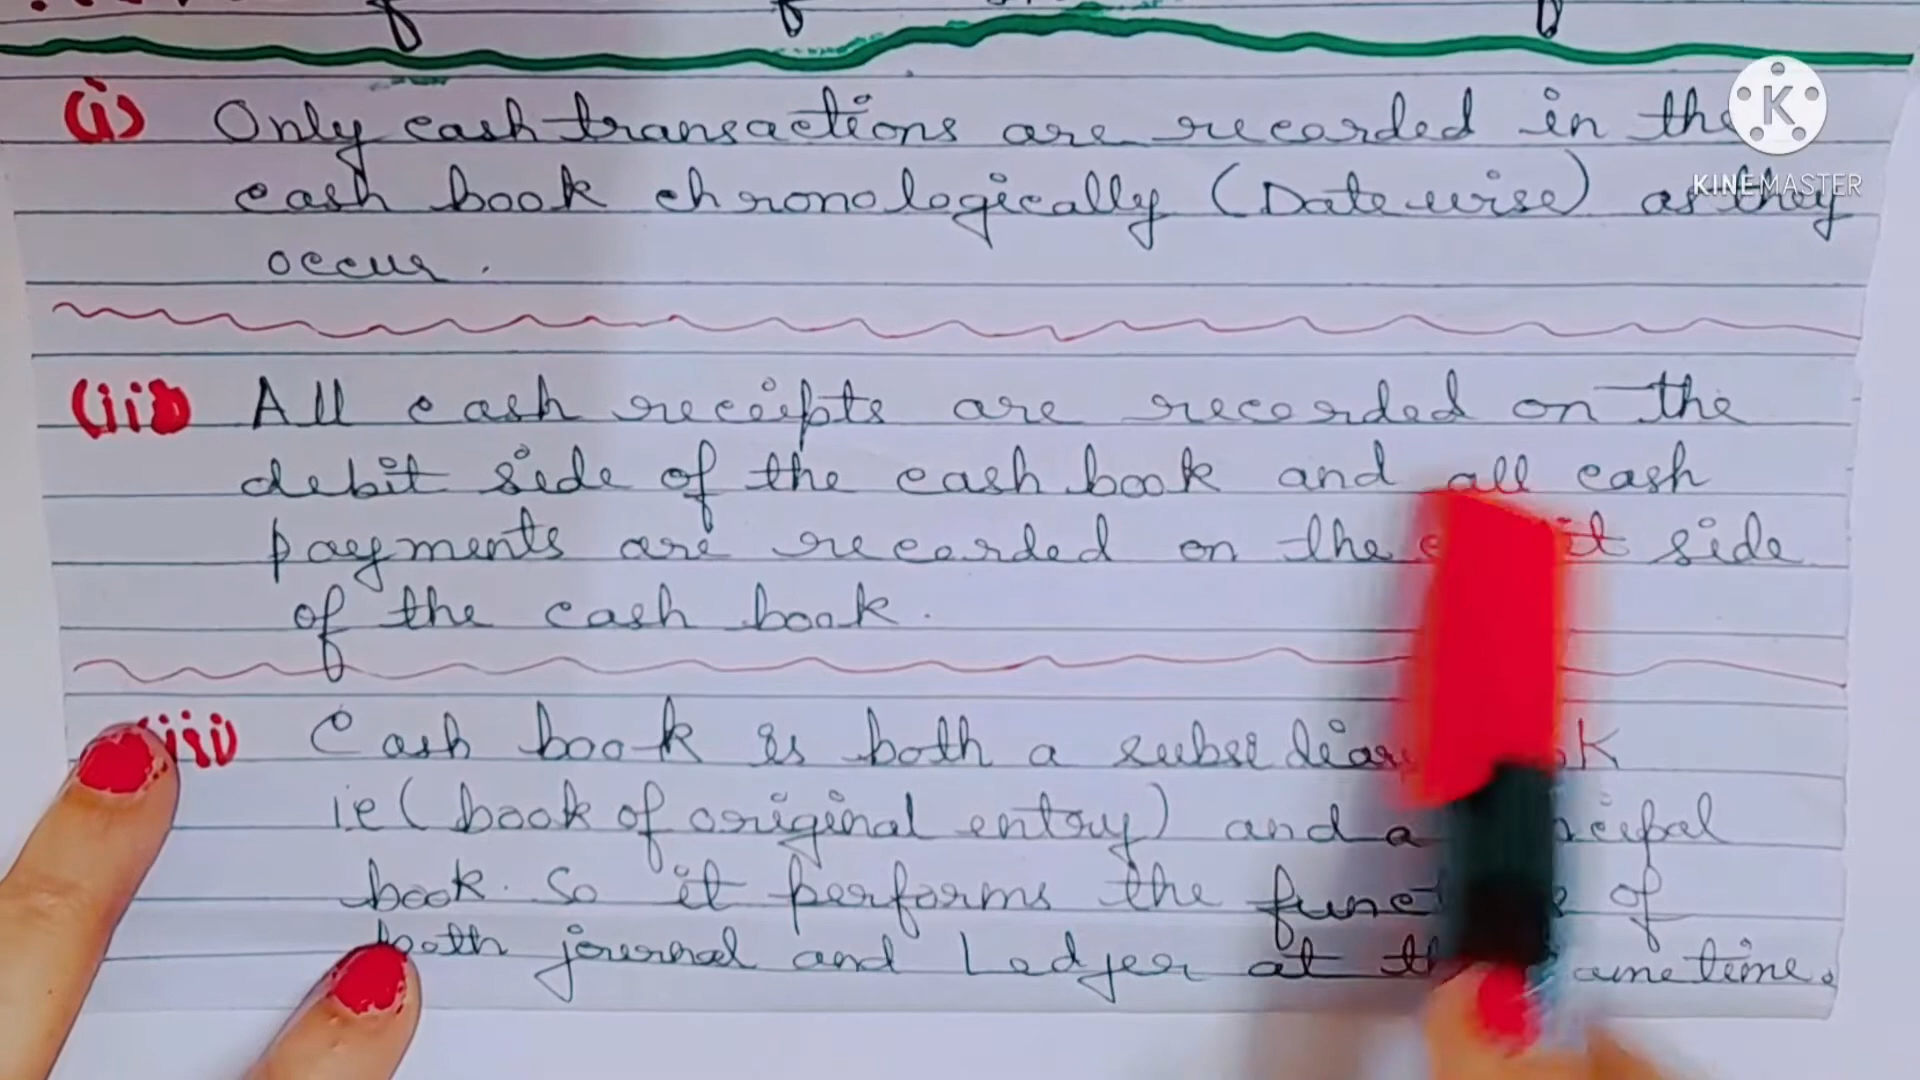 (i) Only cash transactions are recorded in the
cash book chronologically (Date wise) as they
occur.
(ii) All cash receipts are recorded on the
debit side of the cash book and all cash
payments are recorded on the side
of the cash book.
(iii) Cash book is both a
ie (book of original entry) and a
book. So it performs the of
both journal and Ledger at same time.
K
KINEMASTER